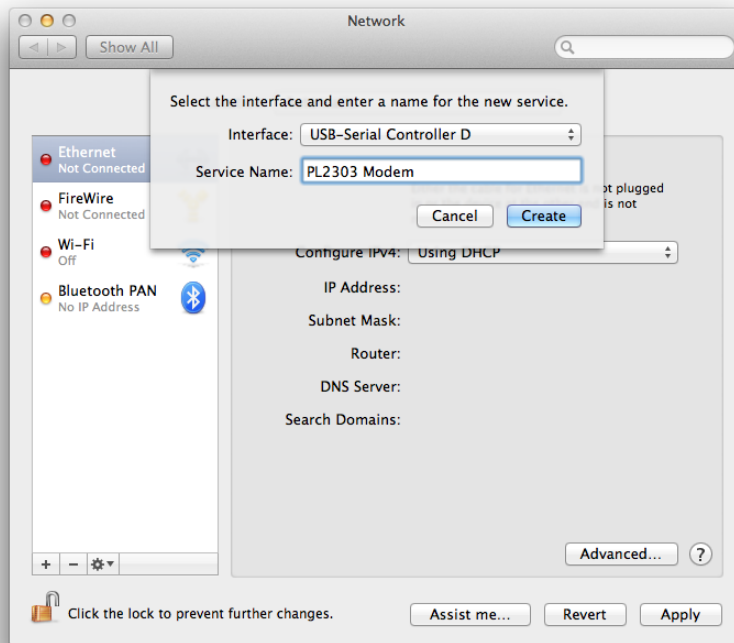 Network
Show All
Select the interface and enter a name for the new service.
Interface: USB-Serial Controller D
Service Name: PL2303 Modem
Cancel Create
Ethernet
Not Connected
FireWire
Not Connected
Wi-Fi
Off
Bluetooth PAN
No IP Address
not plugged
is not
Configure IPv4: Using DHCP
IP Address:
Subnet Mask:
Router:
DNS Server:
Search Domains:
Advanced... ?
+ −
Click the lock to prevent further changes.
Assist me... Revert Apply